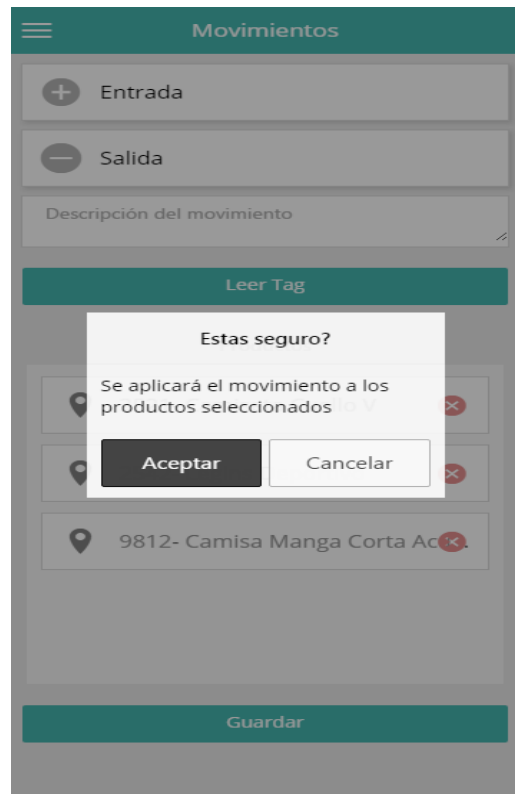 Movimientos
Entrada
Salida
Descripción del movimiento
Leer Tag
Estas seguro?
Se aplicará el movimiento a los
productos seleccionados
Aceptar
Cancelar
9812- Camisa Manga Corta Ac
Guardar